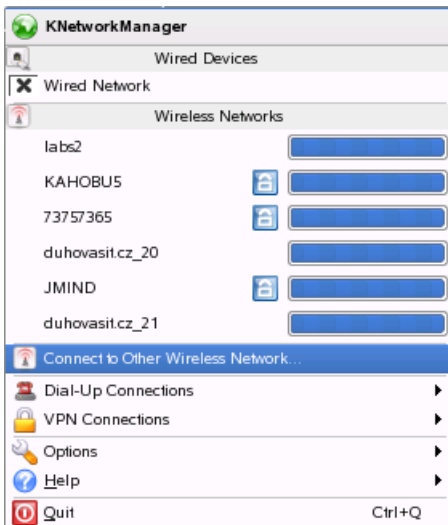 KNetworkManager
Wired Devices
Wired Network
Wireless Networks
labs2
KAHOBU5
73757365
duhovasit.cz_20
JMIND
duhovasit.cz_21
Connect to Other Wireless Network...
Dial-Up Connections
VPN Connections
Options
Help
Quit Ctrl+Q